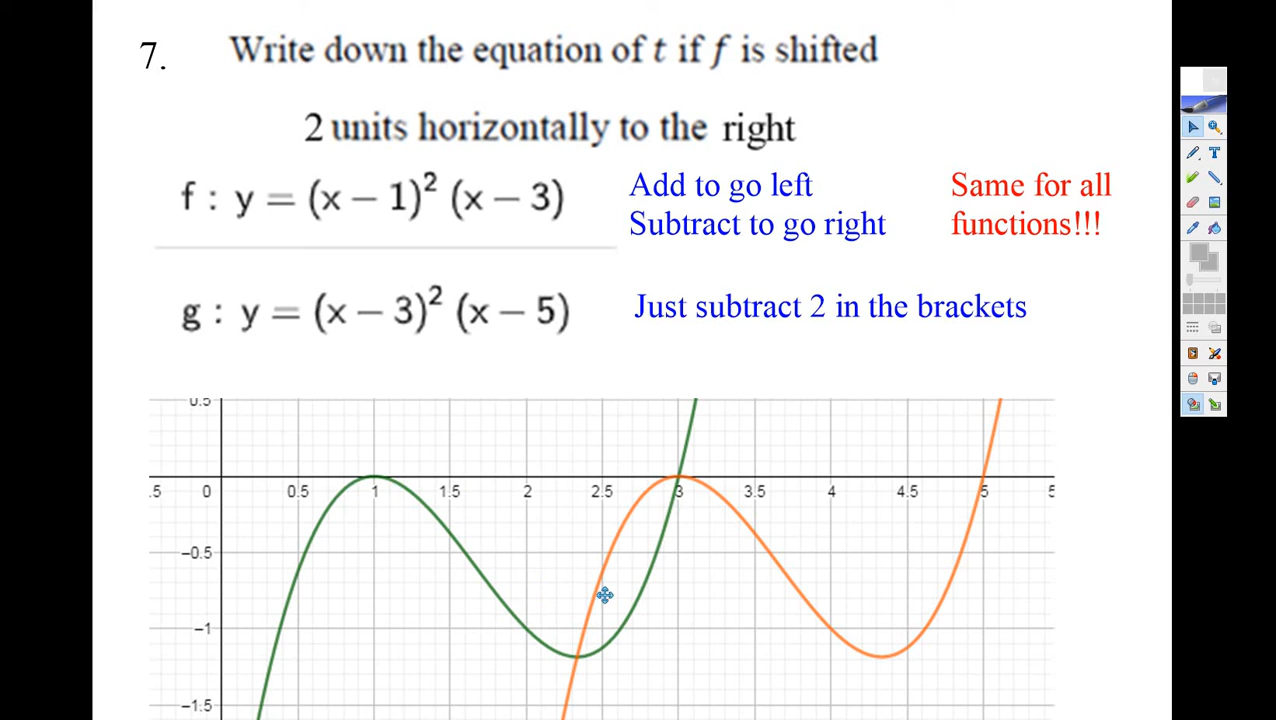 7. Write down the equation of t if f is shifted
2 units horizontally to the right
f : y = (x − 1)² (x − 3)
Add to go left
Subtract to go right
Same for all
functions!!!
g : y = (x − 3)² (x − 5)
Just subtract 2 in the brackets
0.5
.5 0 0.5 1 1.5 2 2.5 3 3.5 4 4.5 5 5
−0.5
−1
−1.5